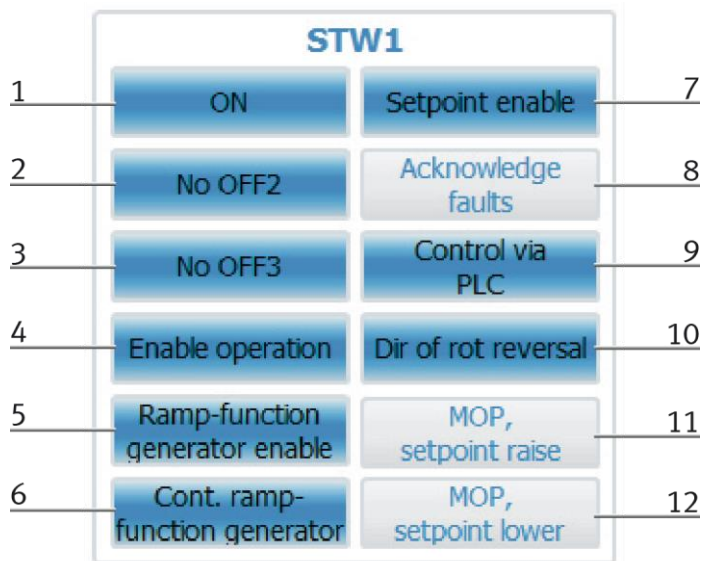 STW1
1
ON
Setpoint enable
7
2
No OFF2
Acknowledge
faults
8
3
No OFF3
Control via
PLC
9
4
Enable operation
Dir of rot reversal
10
5
Ramp-function
generator enable
MOP,
setpoint raise
11
6
Cont. ramp-
function generator
MOP,
setpoint lower
12